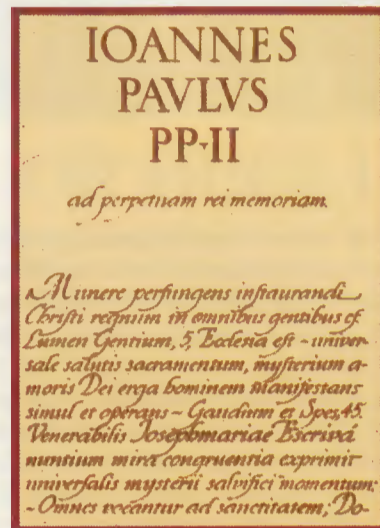 IOANNES
PAVLVS
PP·II
ad perpetuam rei memoriam.
Munere perfungens instaurandi
Christi regnum in omnibus gentibus cf
Lumen Gentium, 5, Ecclesia est - univer-
sale salutis sacramentum, mysterium a-
moris Dei erga hominem manifestans
simul et operans - Gaudium et Spes, 45.
Venerabilis Josephmariae Escrivá
nuntium mira congruentia exprimit
universalis mysterii salvifici momentum:
- Omnes vocantur ad sanctitatem; Do-